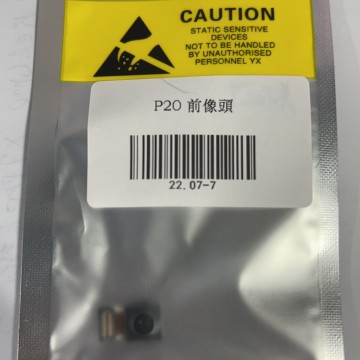 CAUTION
STATIC SENSITIVE
DEVICES
NOT TO BE HANDLED
BY UNAUTHORISED
PERSONNEL YX
P20 前像頭
22.07-7